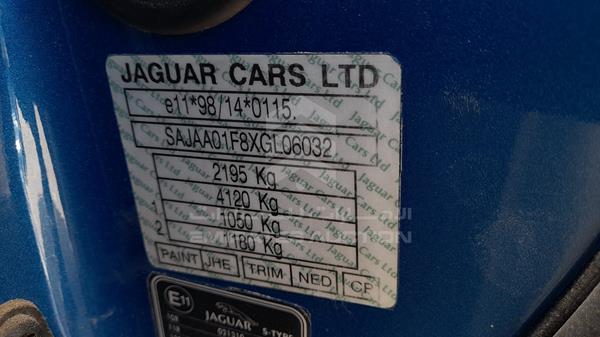 JAGUAR CARS LTD
e11*98/14*0115.
SAJAA01F8XGL06032.
2195 Kg
4120 Kg
1 1050 Kg
2 1180 Kg
PAINT JHE TRIM NED CP
E11
JAGUAR S-TYPE